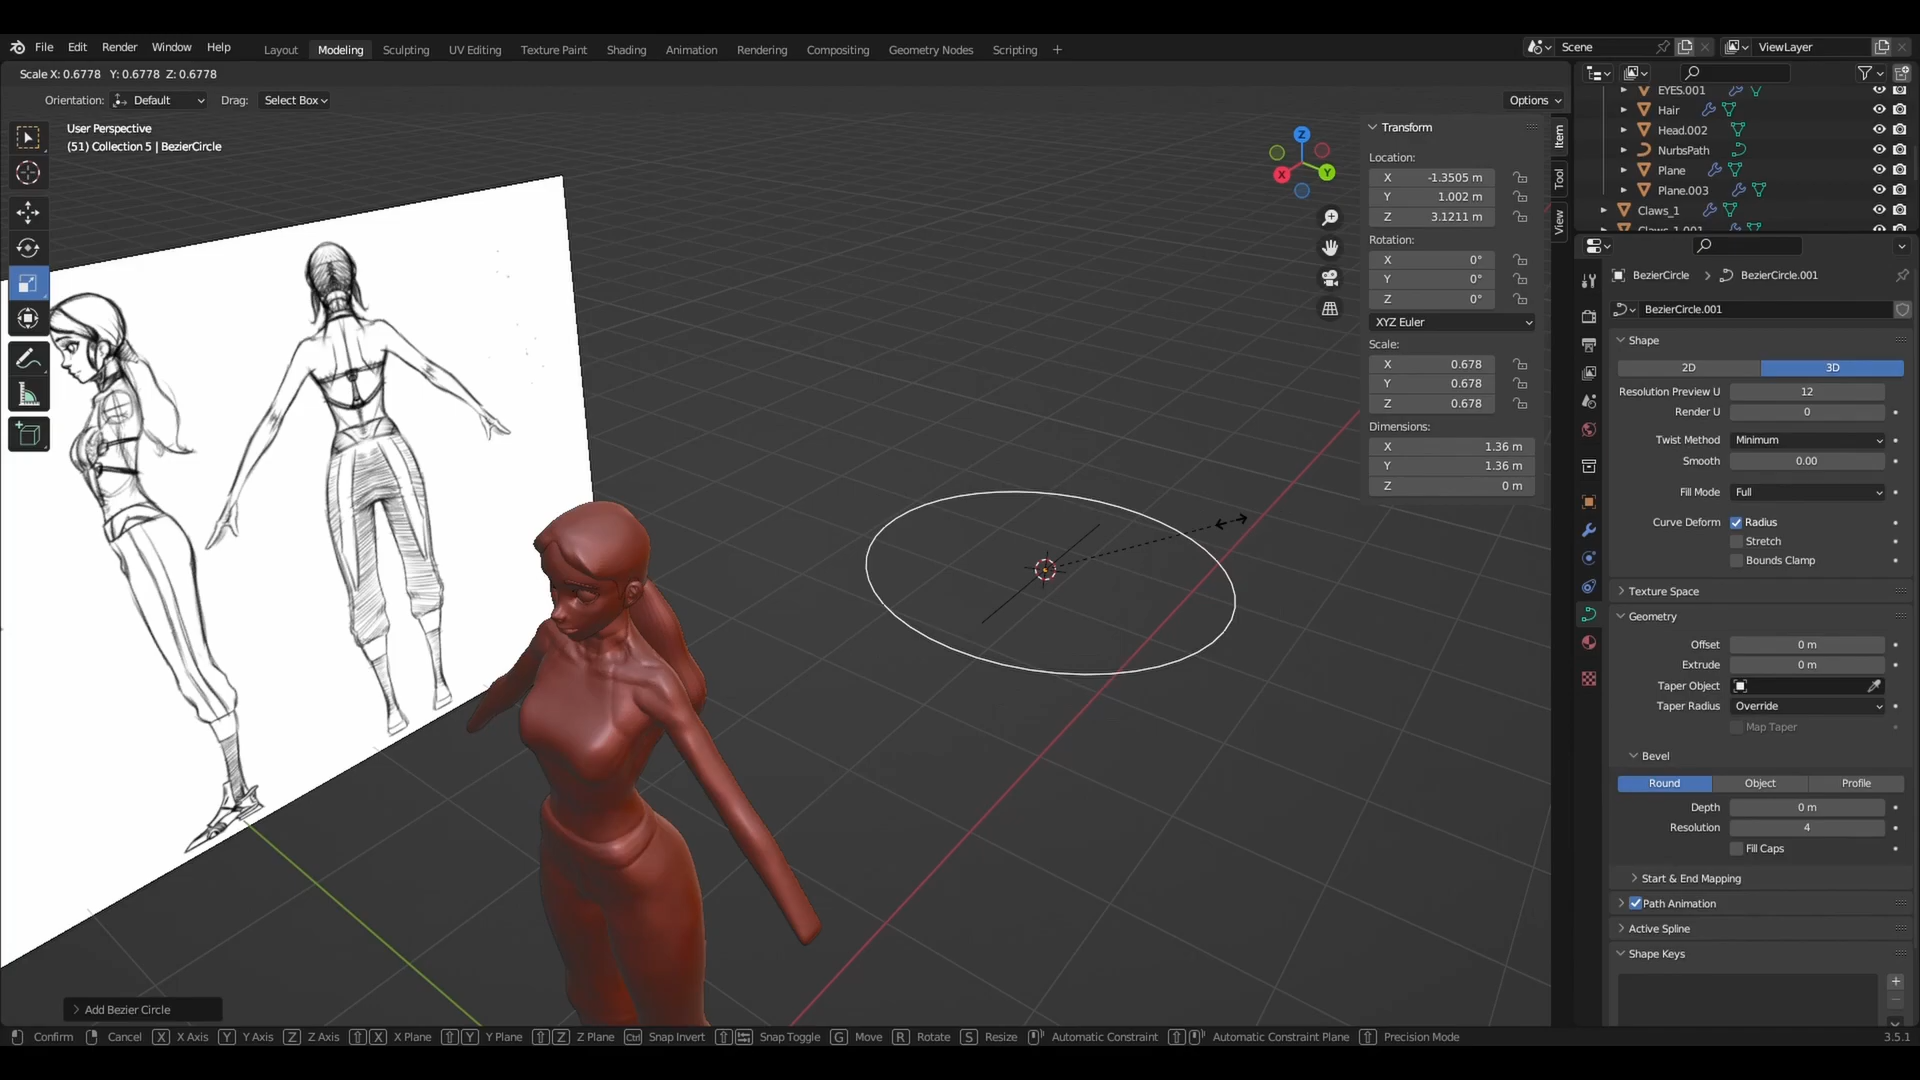 File Edit Render Window Help
Layout Modeling Sculpting UV Editing Texture Paint Shading Animation Rendering Compositing Geometry Nodes Scripting +
Scene
ViewLayer
Scale X: 0.6778 Y: 0.6778 Z: 0.6778
Orientation: Default Drag: Select Box
Options
User Perspective
(51) Collection 5 | BezierCircle
Z
X
Y
Transform
Location:
X -1.3505 m
Y 1.002 m
Z 3.1211 m
Rotation:
X 0°
Y 0°
Z 0°
XYZ Euler
Scale:
X 0.678
Y 0.678
Z 0.678
Dimensions:
X 1.36 m
Y 1.36 m
Z 0 m
Item
Tool
View
EYES.001
Hair
Head.002
NurbsPath
Plane
Plane.003
Claws_1
Claws_1.001
BezierCircle > BezierCircle.001
BezierCircle.001
Shape
2D 3D
Resolution Preview U 12
Render U 0
Twist Method Minimum
Smooth 0.00
Fill Mode Full
Curve Deform Radius
Stretch
Bounds Clamp
Texture Space
Geometry
Offset 0 m
Extrude 0 m
Taper Object
Taper Radius Override
Map Taper
Bevel
Round Object Profile
Depth 0 m
Resolution 4
Fill Caps
Start & End Mapping
Path Animation
Active Spline
Shape Keys
Add Bezier Circle
Confirm Cancel X X Axis Y Y Axis Z Z Axis X X Plane Y Y Plane Z Z Plane Ctrl Snap Invert Snap Toggle G Move R Rotate S Resize Automatic Constraint Automatic Constraint Plane Precision Mode
3.5.1